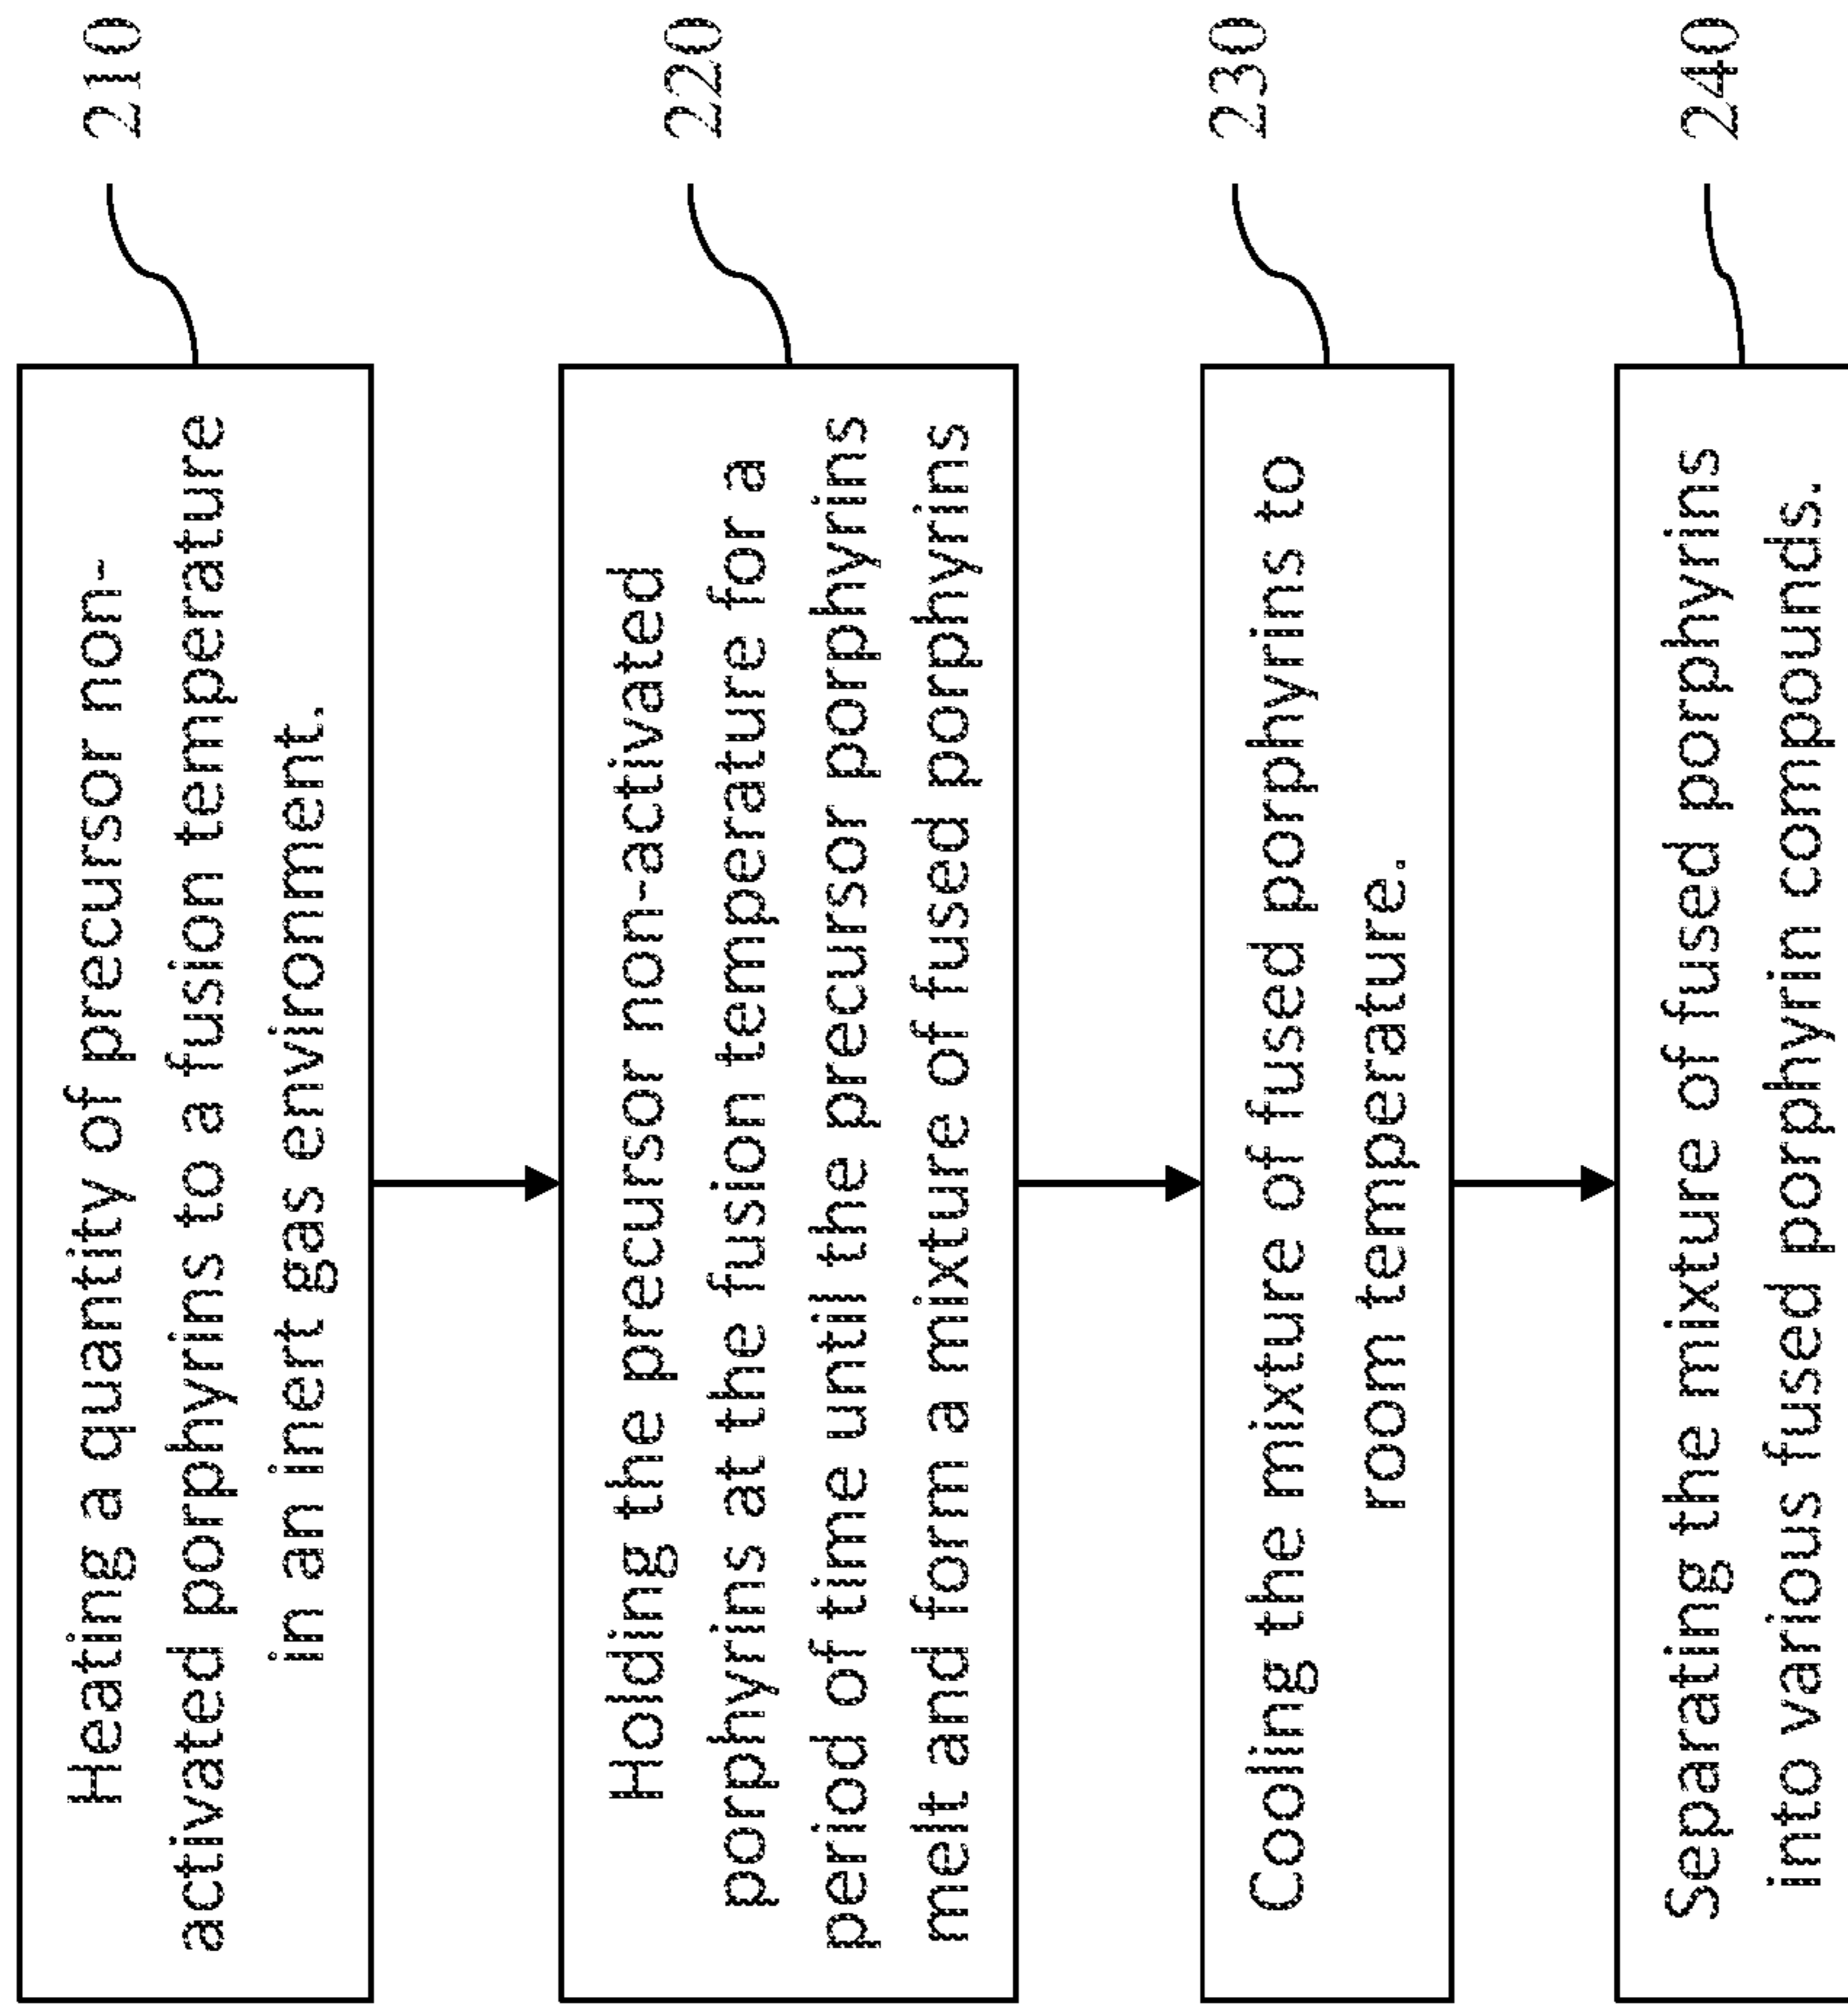 Heating a quantity of precursor non-
activated porphyrins to a fusion temperature
in an inert gas environment.
210
Holding the precursor non-activated
porphyrins at the fusion temperature for a
period of time until the precursor porphyrins
melt and form a mixture of fused porphyrins
220
Cooling the mixture of fused porphyrins to
room temperature.
230
Separating the mixture of fused porphyrins
into various fused porphyrin compounds.
240